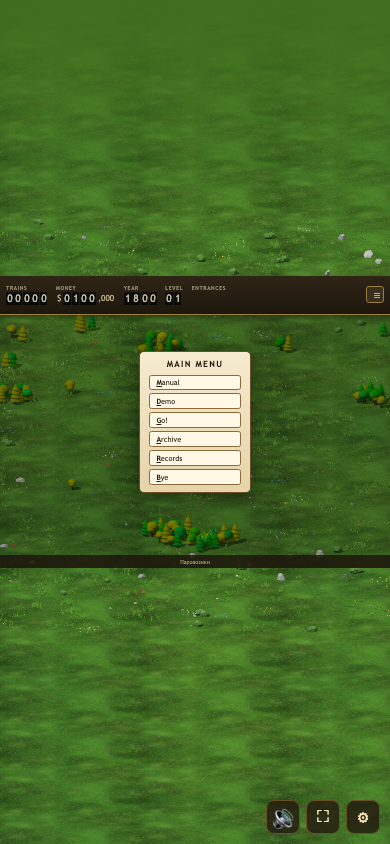 TRAINS MONEY YEAR LEVEL ENTRANCES
00000 $0100,000 1800 01
MAIN MENU
Manual
Demo
Go!
Archive
Records
Bye
Паровозики